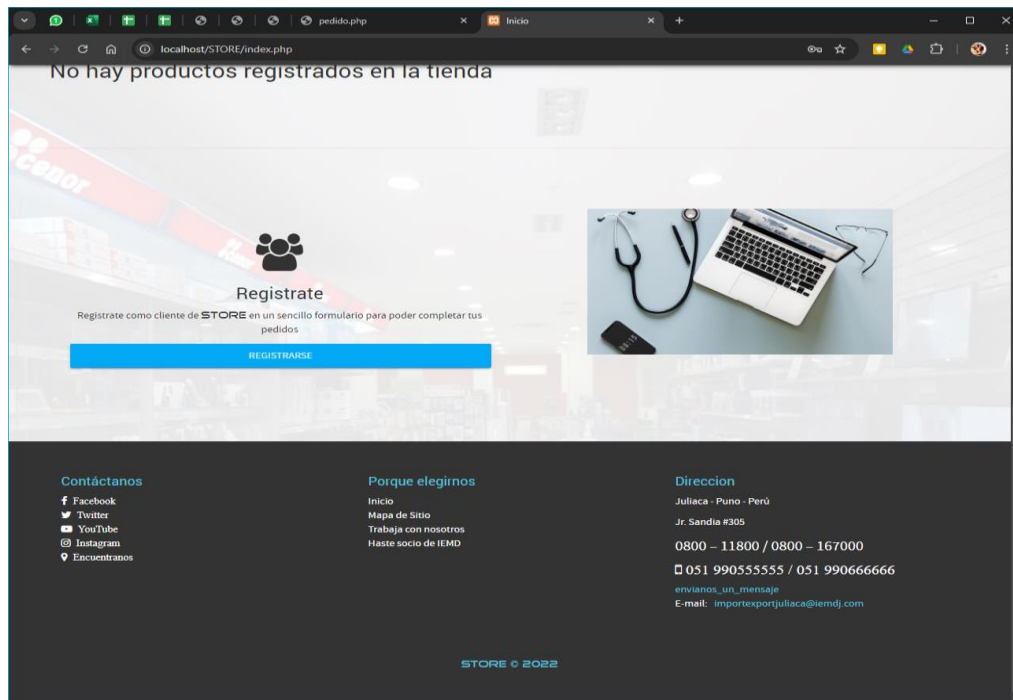 pedido.php
Inicio
localhost/STORE/index.php
No hay productos registrados en la tienda
cenor
Registrate
Registrate como cliente de STORE en un sencillo formulario para poder completar tus
pedidos
REGISTRARSE
08:15
Contáctanos
Facebook
Twitter
YouTube
Instagram
Encuentranos
Porque elegirnos
Inicio
Mapa de Sitio
Trabaja con nosotros
Haste socio de IEMD
Direccion
Juliaca - Puno - Perú
Jr. Sandia #305
0800 – 11800 / 0800 – 167000
051 990555555 / 051 990666666
envianos_un_mensaje
E-mail: importexportjuliaca@iemdj.com
STORE © 2022